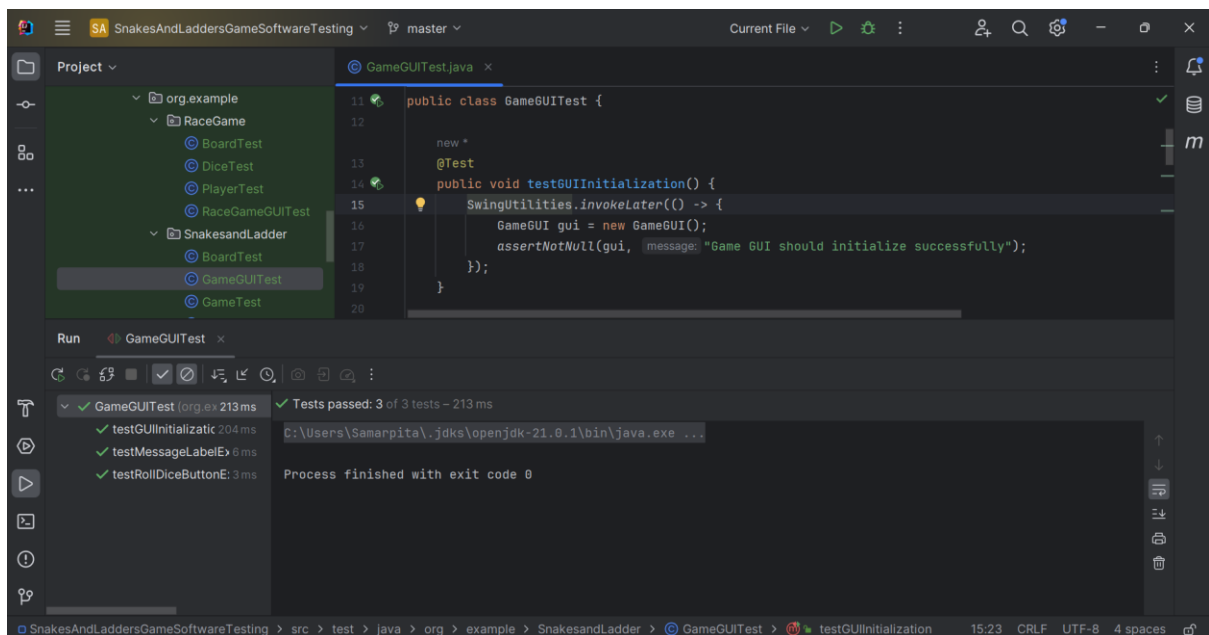 SA SnakesAndLaddersGameSoftwareTesting master Current File
Project
GameGUITest.java
org.example
RaceGame
BoardTest
DiceTest
PlayerTest
RaceGameGUITest
SnakesandLadder
BoardTest
GameGUITest
GameTest
11 public class GameGUITest {
12
new *
13 @Test
14 public void testGUIInitialization() {
15 SwingUtilities.invokeLater(() -> {
16 GameGUI gui = new GameGUI();
17 assertNotNull(gui, message: "Game GUI should initialize successfully");
18 });
19 }
20
m
Run GameGUITest
GameGUITest (org.ex 213 ms
testGUIInitializatic 204 ms
testMessageLabelEx 6 ms
testRollDiceButtonE: 3 ms
Tests passed: 3 of 3 tests – 213 ms
C:\Users\Samarpita\.jdks\openjdk-21.0.1\bin\java.exe ...
Process finished with exit code 0
SnakesAndLaddersGameSoftwareTesting > src > test > java > org > example > SnakesandLadder > GameGUITest > testGUIInitialization 15:23 CRLF UTF-8 4 spaces